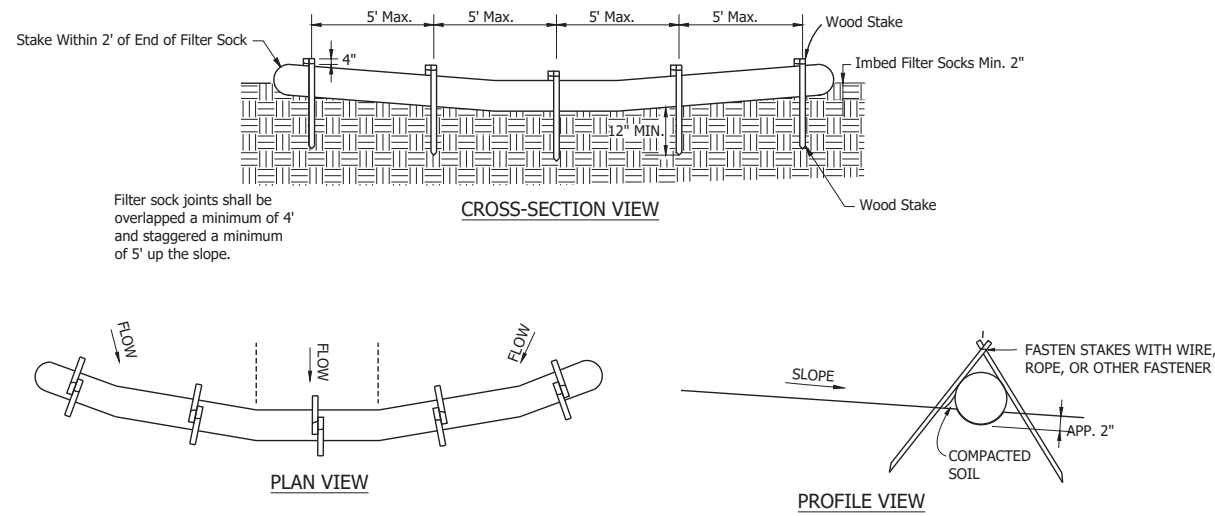 5' Max.
5' Max.
5' Max.
5' Max.
Wood Stake
Stake Within 2' of End of Filter Sock
4"
Imbed Filter Socks Min. 2"
12" MIN.
Wood Stake
Filter sock joints shall be
overlapped a minimum of 4'
and staggered a minimum
of 5' up the slope.
CROSS-SECTION VIEW
FLOW
FLOW
FLOW
PLAN VIEW
FASTEN STAKES WITH WIRE,
ROPE, OR OTHER FASTENER
SLOPE
APP. 2"
COMPACTED
SOIL
PROFILE VIEW